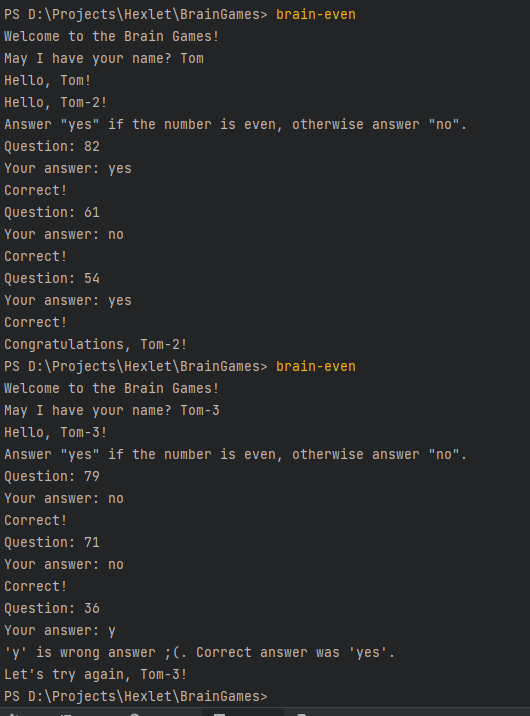 PS D:\Projects\Hexlet\BrainGames> brain-even
Welcome to the Brain Games!
May I have your name? Tom
Hello, Tom!
Hello, Tom-2!
Answer "yes" if the number is even, otherwise answer "no".
Question: 82
Your answer: yes
Correct!
Question: 61
Your answer: no
Correct!
Question: 54
Your answer: yes
Correct!
Congratulations, Tom-2!
PS D:\Projects\Hexlet\BrainGames> brain-even
Welcome to the Brain Games!
May I have your name? Tom-3
Hello, Tom-3!
Answer "yes" if the number is even, otherwise answer "no".
Question: 79
Your answer: no
Correct!
Question: 71
Your answer: no
Correct!
Question: 36
Your answer: y
'y' is wrong answer ;(. Correct answer was 'yes'.
Let's try again, Tom-3!
PS D:\Projects\Hexlet\BrainGames>